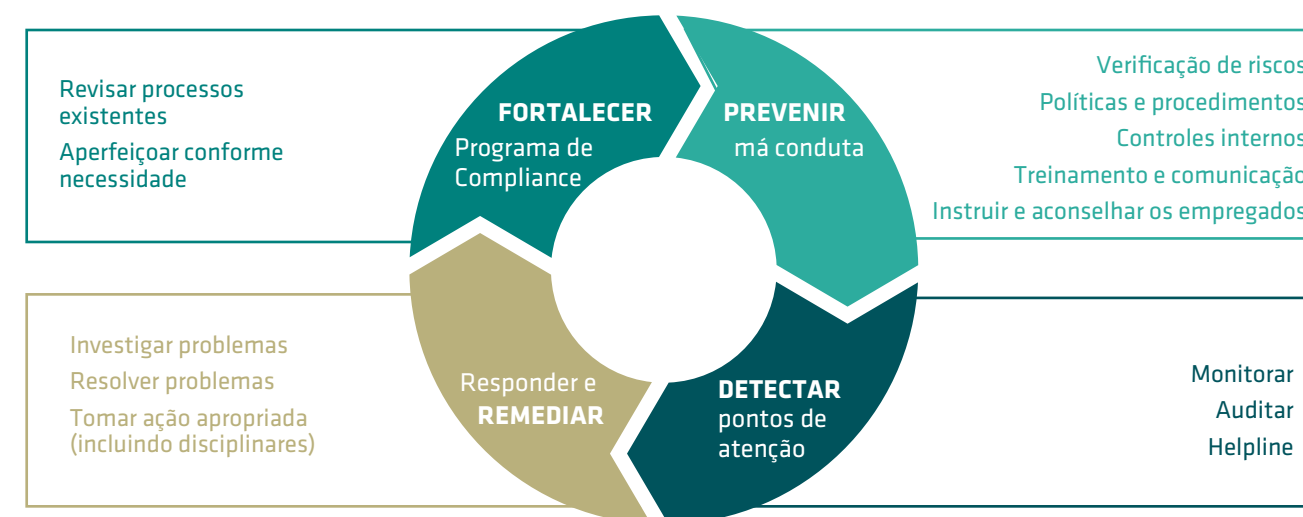 Revisar processos
existentes
Aperfeiçoar conforme
necessidade
FORTALECER
Programa de
Compliance
PREVENIR
má conduta
Verificação de riscos
Políticas e procedimentos
Controles internos
Treinamento e comunicação
Instruir e aconselhar os empregados
Investigar problemas
Resolver problemas
Tomar ação apropriada
(incluindo disciplinares)
Responder e
REMEDIAR
DETECTAR
pontos de
atenção
Monitorar
Auditar
Helpline